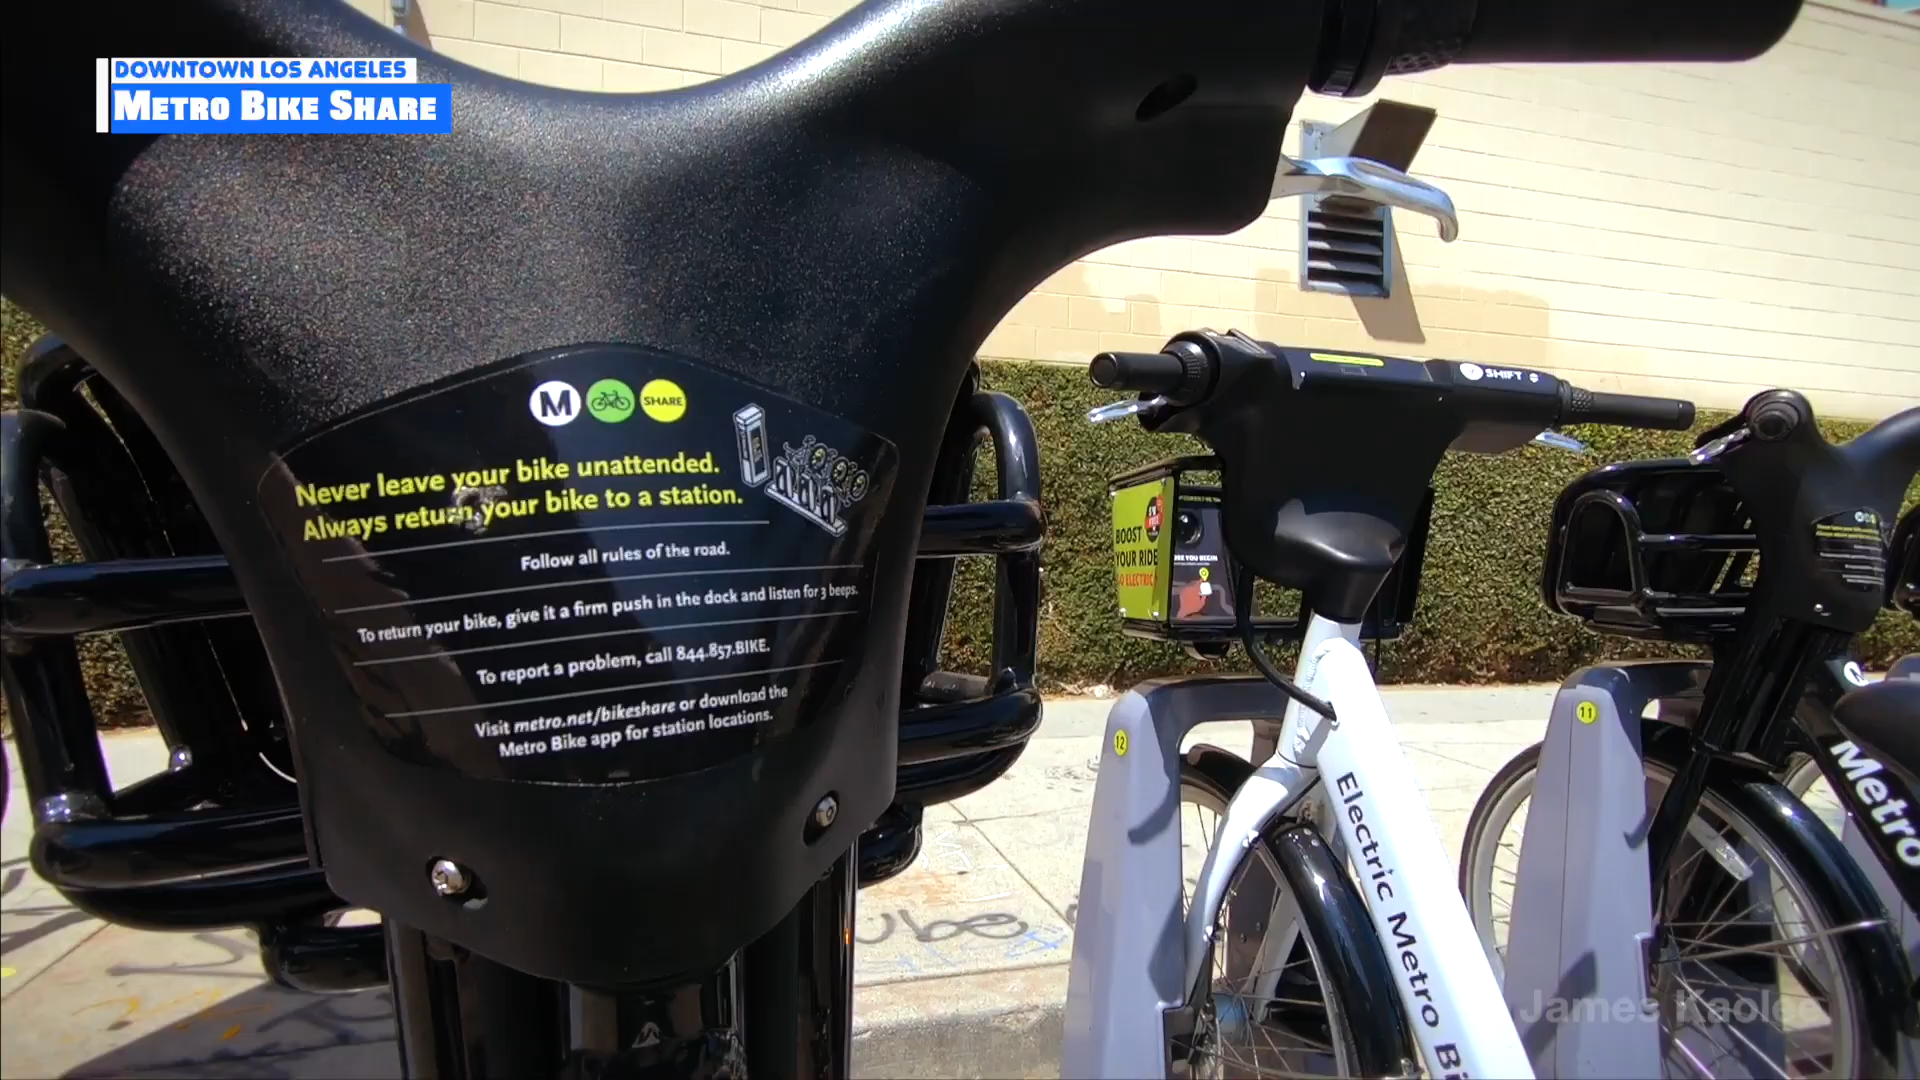 DOWNTOWN LOS ANGELES
METRO BIKE SHARE
M
SHARE
Never leave your bike unattended.
Always return your bike to a station.
Follow all rules of the road.
To return your bike, give it a firm push in the dock and listen for 3 beeps.
To report a problem, call 844.857.BIKE.
Visit metro.net/bikeshare or download the
Metro Bike app for station locations.
SHIFT
BOOST
YOUR RIDE
12
11
Electric Metro Bi
Metro
James Kaolee